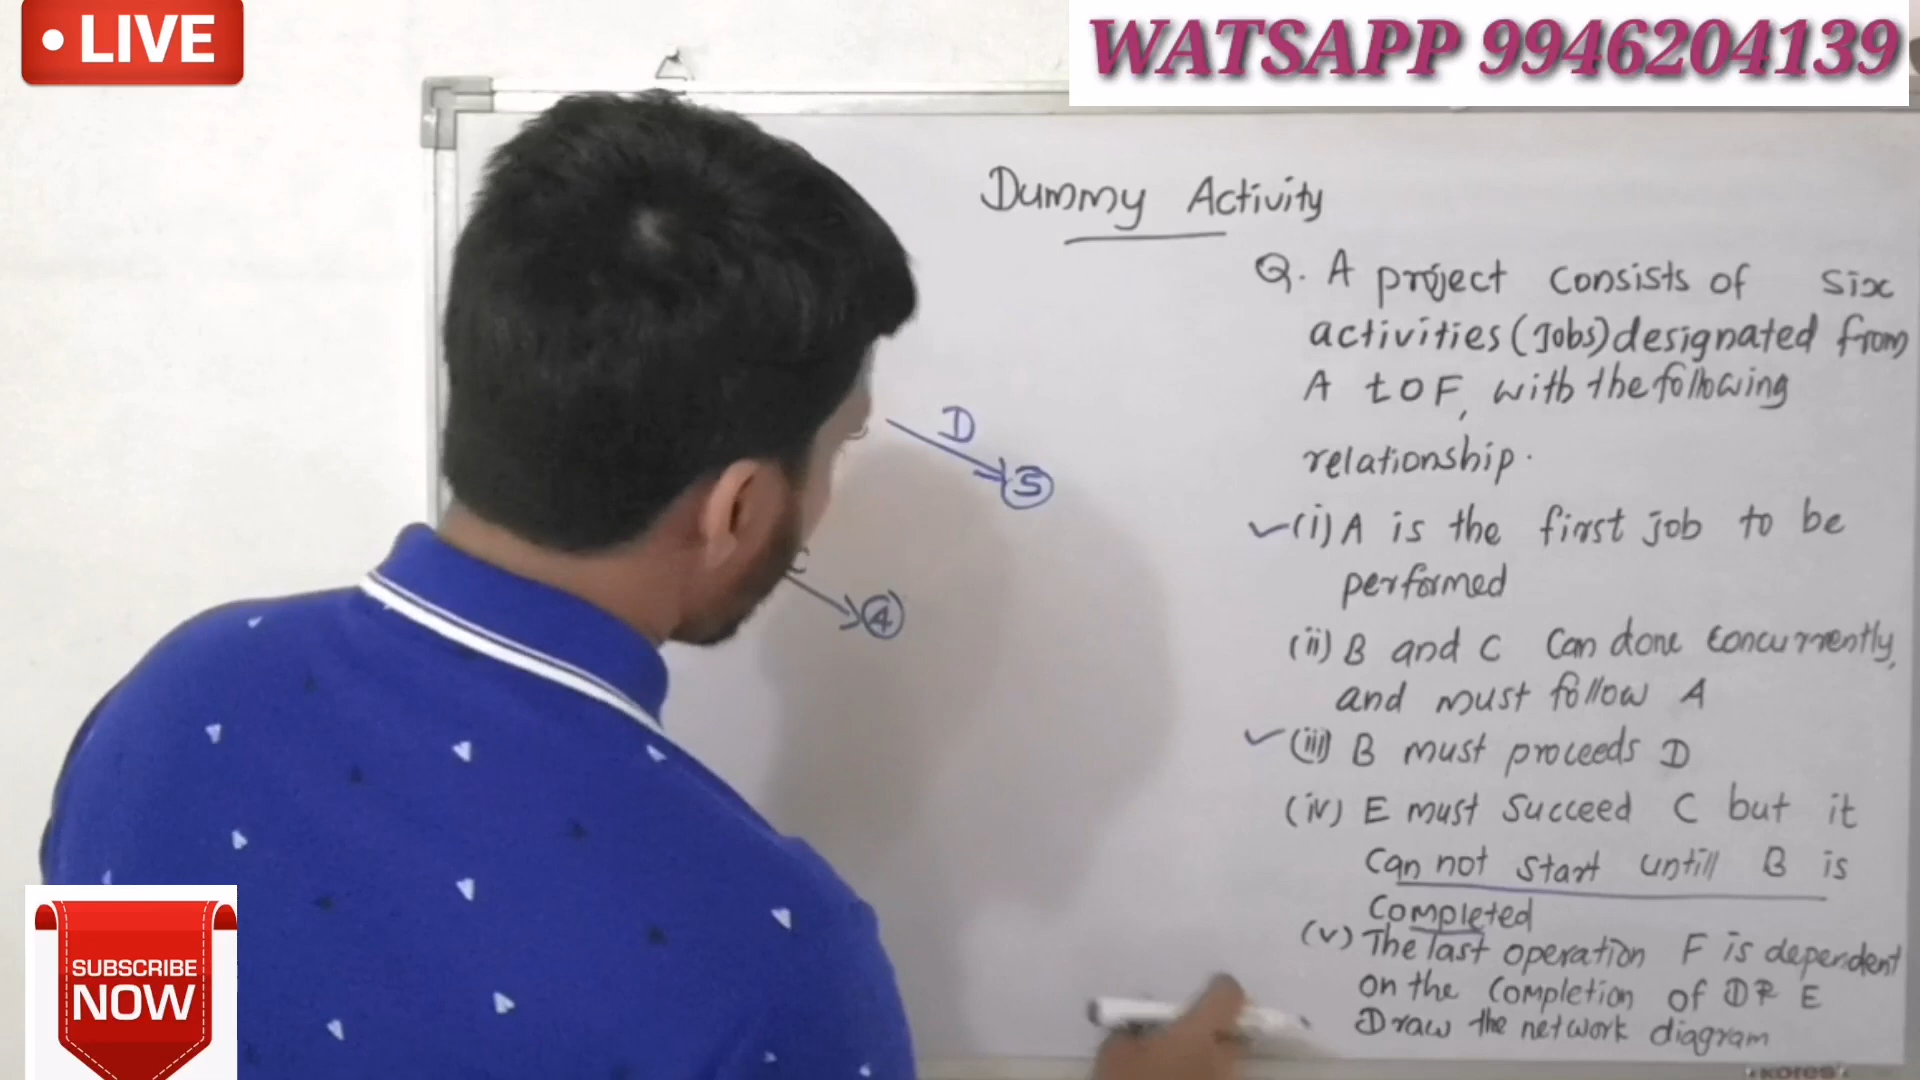 • LIVE
WATSAPP 9946204139
Dummy Activity
Q. A project consists of six
activities (Jobs) designated from
A to F, with the following
relationship.
(i) A is the first job to be
performed
(ii) B and C Can done concurrently,
and must follow A
(iii) B must proceeds D
(iv) E must Succeed C but it
Can not start untill B is
Completed
(v) The last operation F is dependent
on the completion of D & E
Draw the network diagram
D
5
C
4
SUBSCRIBE
NOW
kores